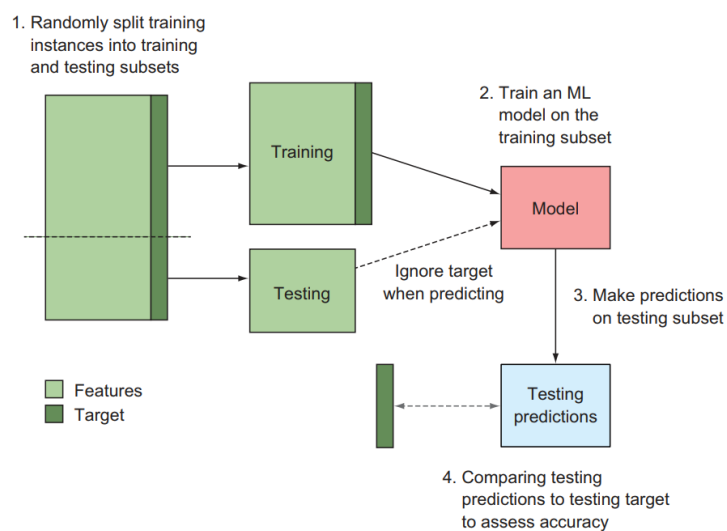 1. Randomly split training
instances into training
and testing subsets
Training
2. Train an ML
model on the
training subset
Model
Testing
Ignore target
when predicting
3. Make predictions
on testing subset
Features
Target
Testing
predictions
4. Comparing testing
predictions to testing target
to assess accuracy